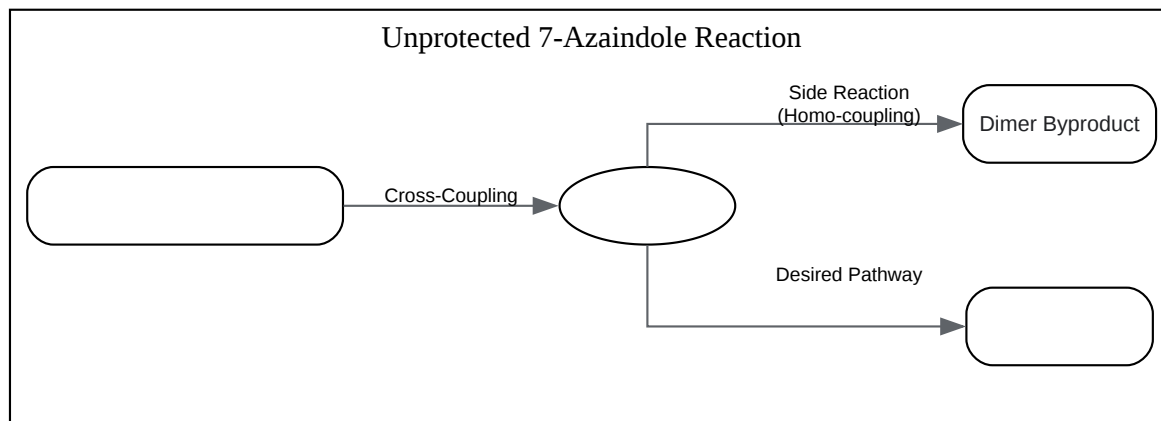 Unprotected 7-Azaindole Reaction
Side Reaction
(Homo-coupling)
Dimer Byproduct
Cross-Coupling
Desired Pathway